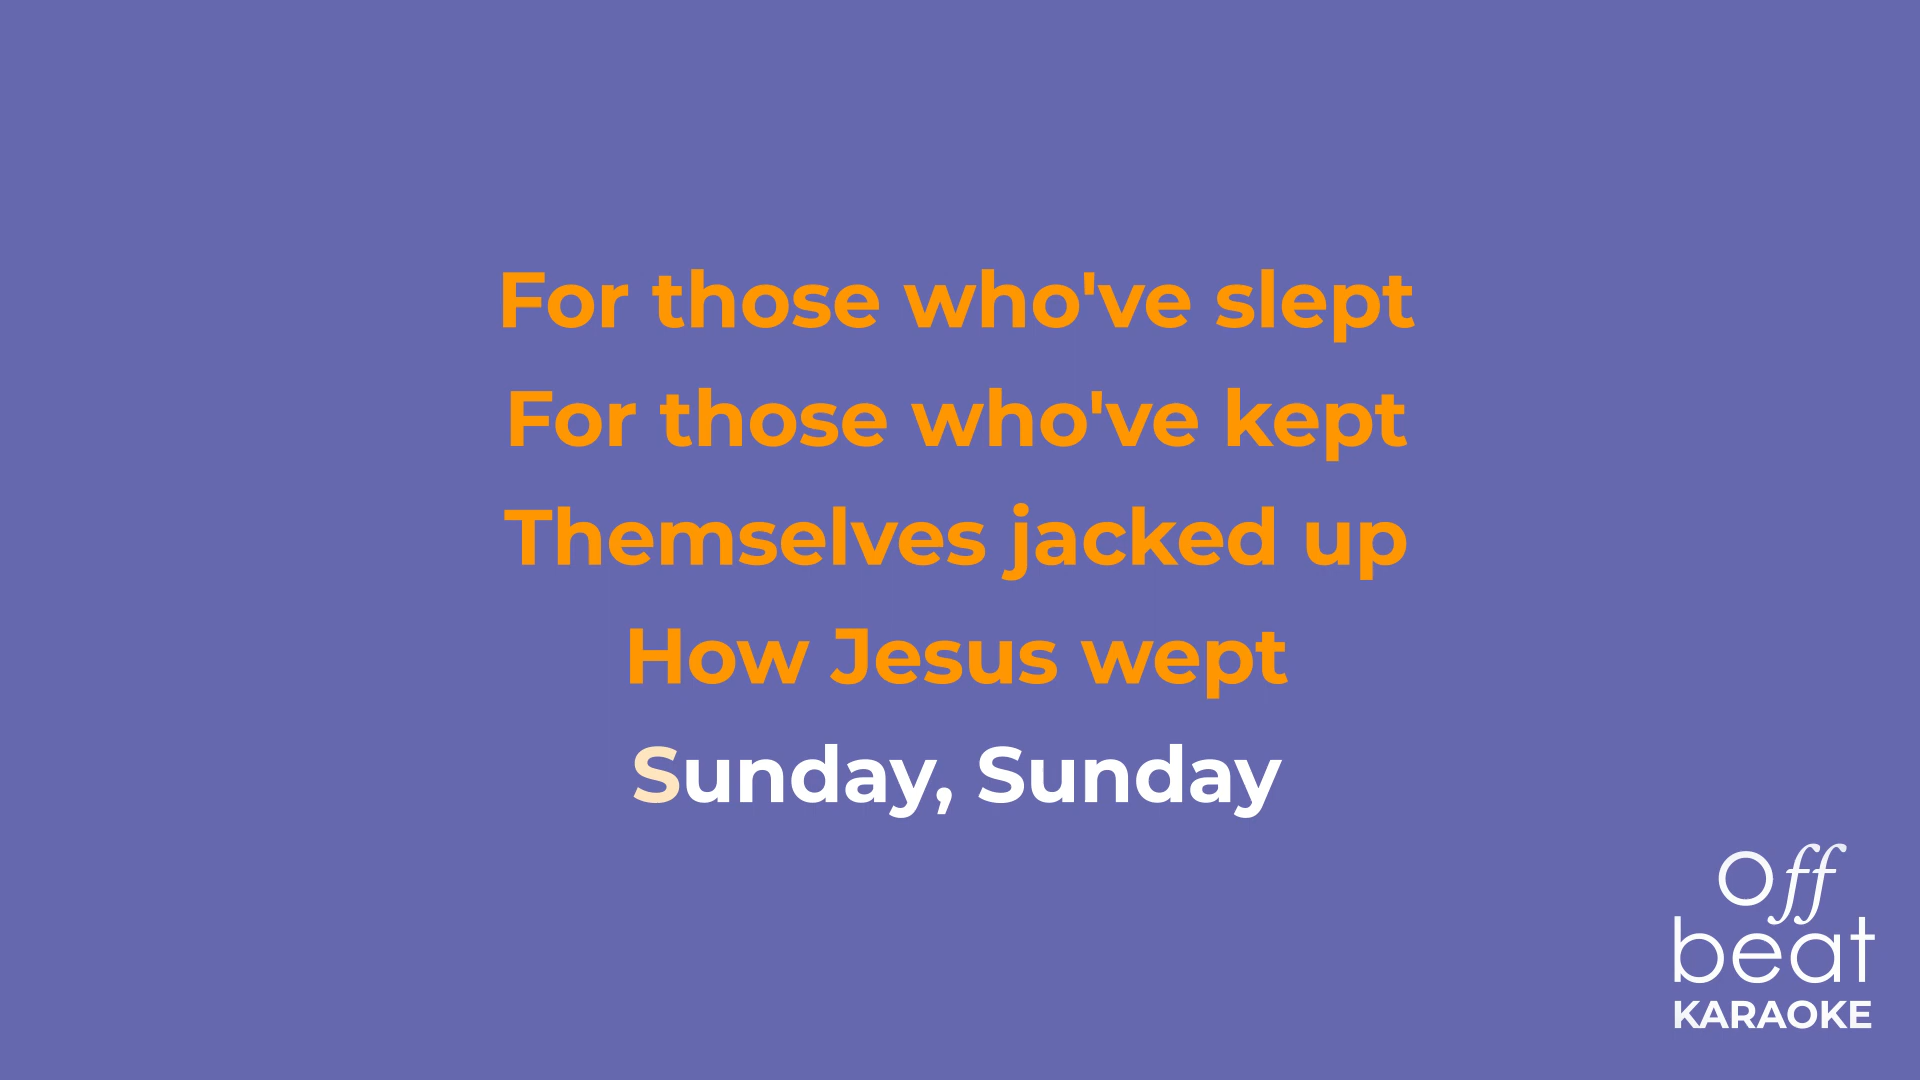 For those who've slept
For those who've kept
Themselves jacked up
How Jesus wept
Sunday, Sunday
off
beat
KARAOKE